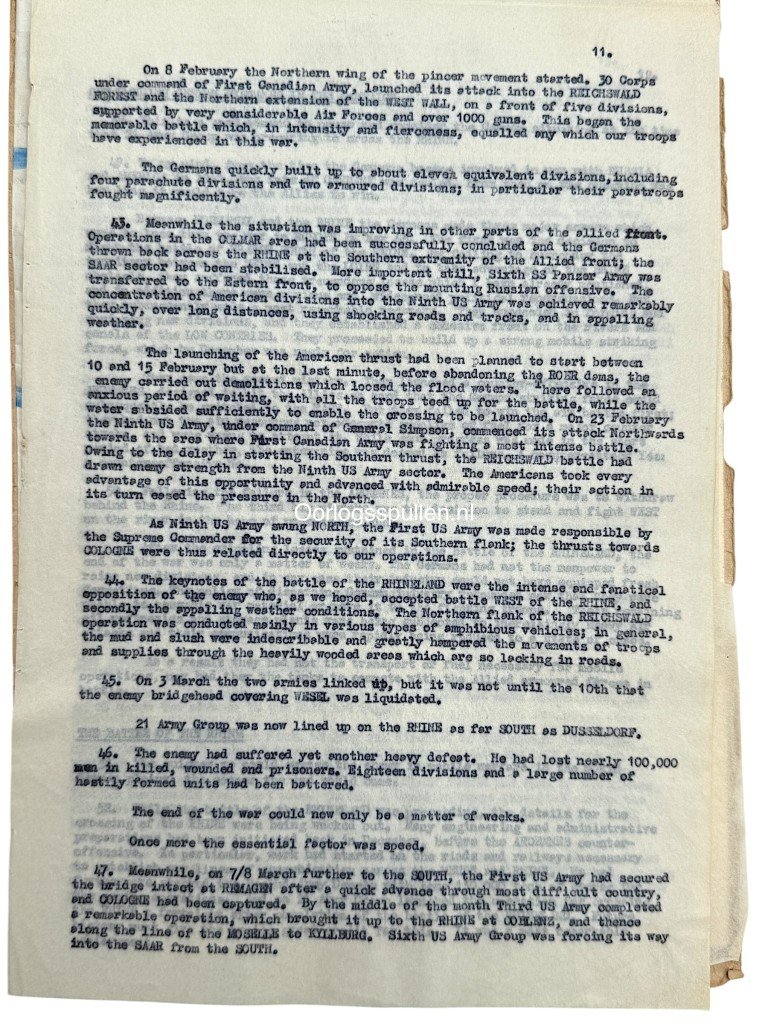 11.
On 8 February the Northern wing of the pincer movement started. 30 Corps
under command of First Canadian Army, launched its attack into the REICHSWALD
FOREST and the Northern extension of the WEST WALL, on a front of five divisions,
supported by very considerable Air Forces and over 1000 guns. This began the
memorable battle which, in intensity and fierceness, equalled any which our troops
have experienced in this war.
The Germans quickly built up to about eleven equivalent divisions, including
four parachute divisions and two armoured divisions; in particular their paratroops
fought magnificently.
43. Meanwhile the situation was improving in other parts of the allied front.
Operations in the COLMAR area had been successfully concluded and the Germans
thrown back across the RHINE at the Southern extremity of the Allied front; the
SAAR sector had been stabilised. More important still, Sixth SS Panzer Army was
transferred to the Estern front, to oppose the mounting Russian offensive. The
concentration of American divisions into the Ninth US Army was achieved remarkably
quickly, over long distances, using shocking roads and tracks, and in appalling
weather.
The launching of the American thrust had been planned to start between
10 and 15 February but at the last minute, before abandoning the ROER dams, the
enemy carried out demolitions which loosed the flood waters. There followed an
anxious period of waiting, with all the troops teed up for the battle, while the
water subsided sufficiently to enable the crossing to be launched. On 23 February
the Ninth US Army, under command of General Simpson, commenced its attack Northwards
towards the area where First Canadian Army was fighting a most intense battle.
Owing to the delay in starting the Southern thrust, the REICHSWALD battle had
drawn enemy strength from the Ninth US Army sector. The Americans took every
advantage of this opportunity and advanced with admirable speed; their action in
its turn eased the pressure in the North.
Oorlogsspullen.nl
As Ninth US Army swung NORTH, the First US Army was made responsible by
the Supreme Commander for the security of its Southern flank; the thrusts towards
COLOGNE were thus related directly to our operations.
44. The keynotes of the battle of the RHINELAND were the intense and fanatical
opposition of the enemy who, as we hoped, accepted battle WEST of the RHINE, and
secondly the appalling weather conditions. The Northern flank of the REICHSWALD
operation was conducted mainly in various types of amphibious vehicles; in general,
the mud and slush were indescribable and greatly hampered the movements of troops
and supplies through the heavily wooded areas which are so lacking in roads.
45. On 3 March the two armies linked up, but it was not until the 10th that
the enemy bridgehead covering WESEL was liquidated.
21 Army Group was now lined up on the RHINE as far SOUTH as DUSSELDORF.
46. The enemy had suffered yet another heavy defeat. He had lost nearly 100,000
men in killed, wounded and prisoners. Eighteen divisions and a large number of
hastily formed units had been battered.
The end of the war could now only be a matter of weeks.
Once more the essential factor was speed.
47. Meanwhile, on 7/8 March further to the SOUTH, the First US Army had secured
the bridge intact at REMAGEN after a quick advance through most difficult country,
and COLOGNE had been captured. By the middle of the month Third US Army completed
a remarkable operation, which brought it up to the RHINE at COBLENZ, and thence
along the line of the MOSELLE to KYLLBURG. Sixth US Army Group was forcing its way
into the SAAR from the SOUTH.